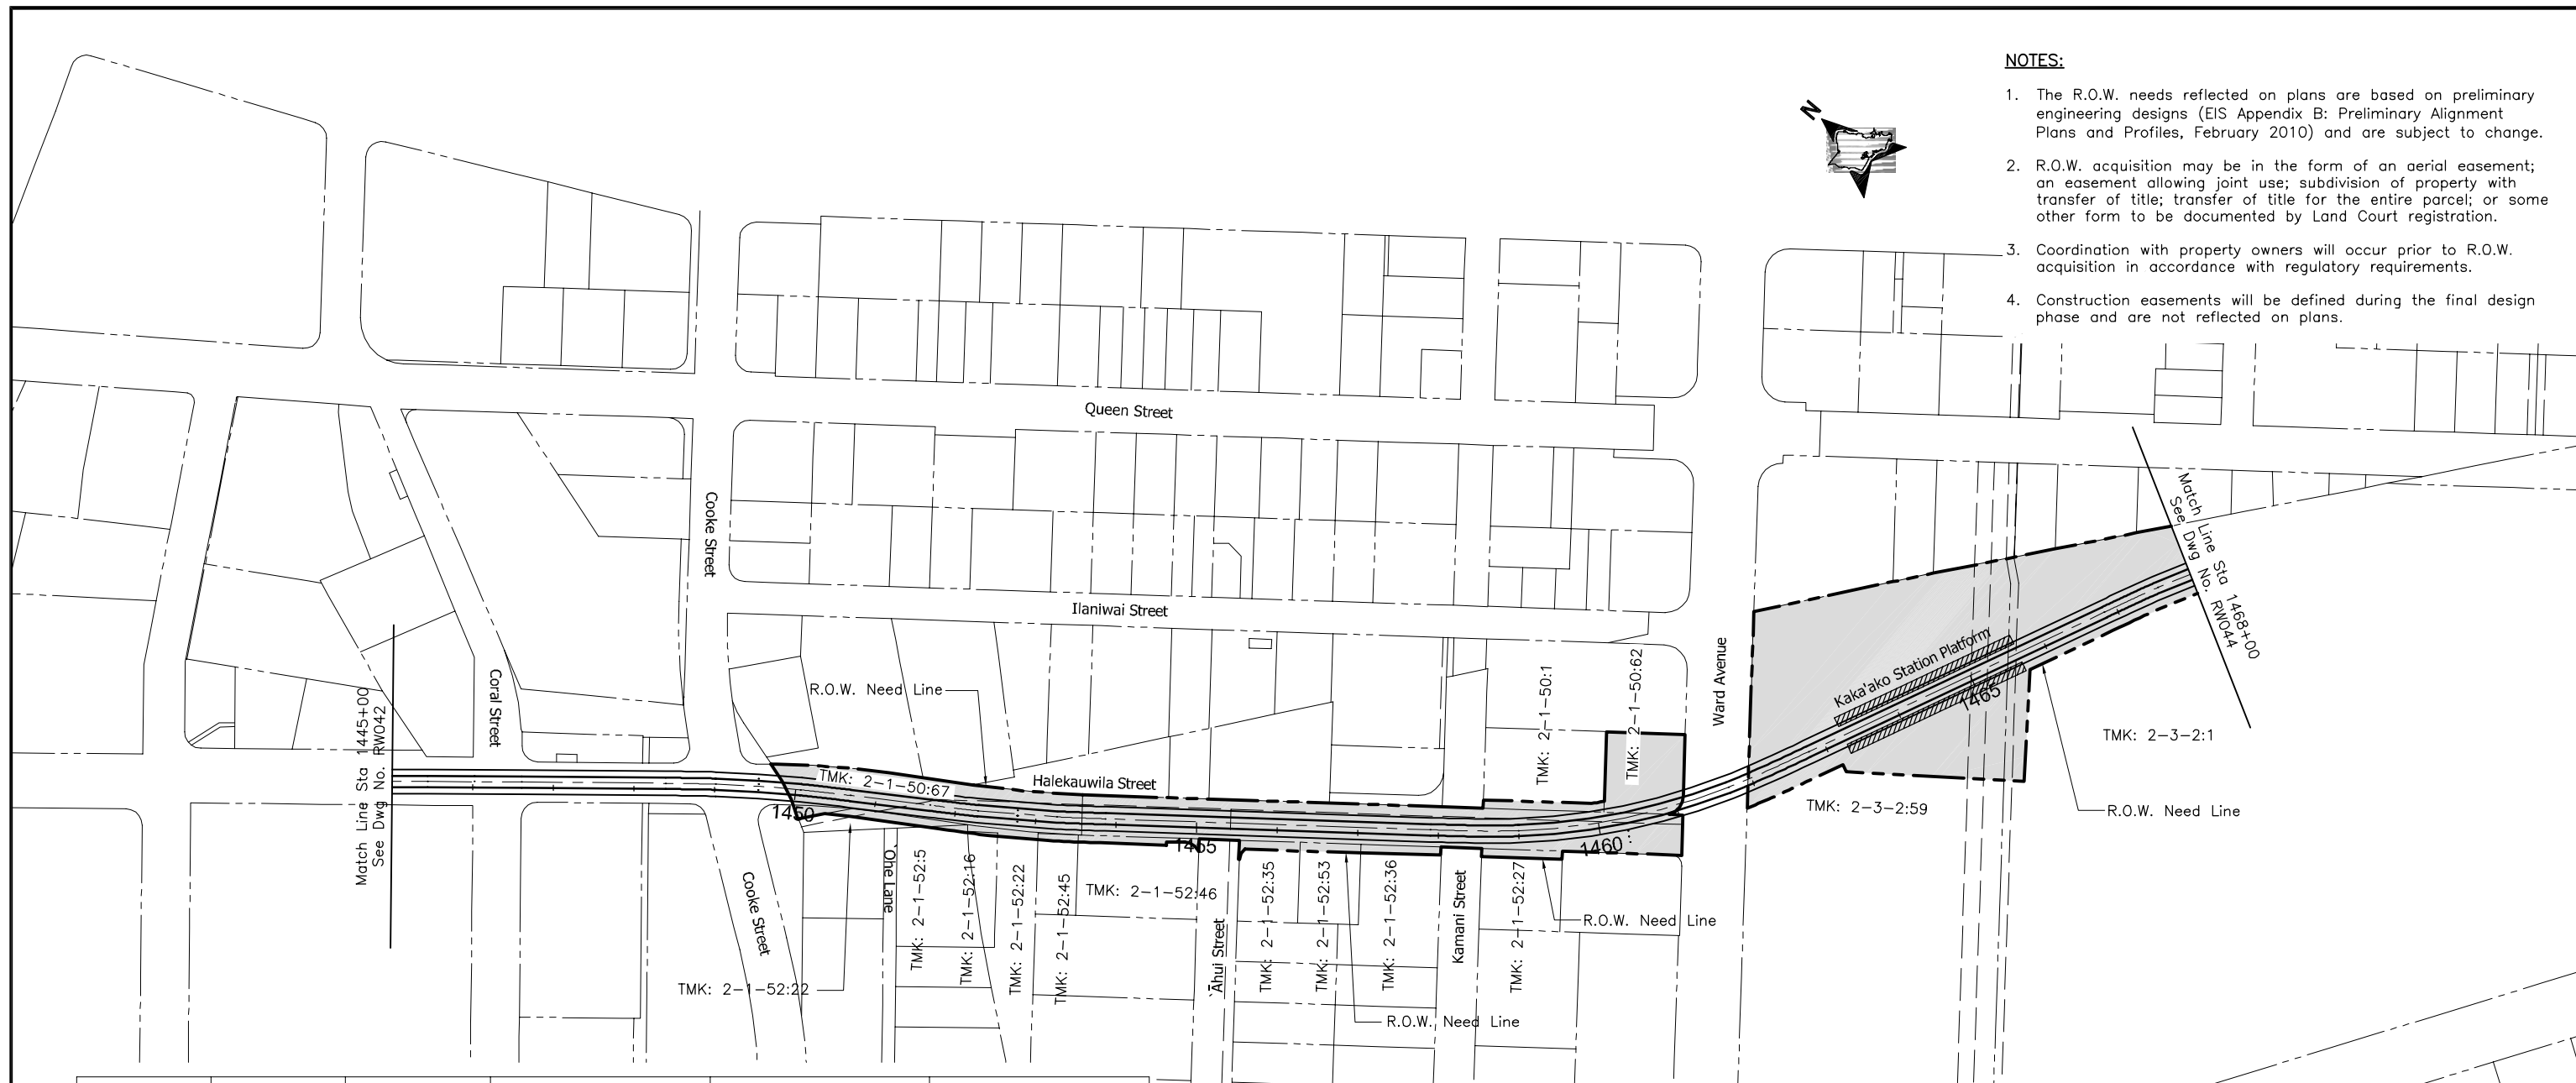 NOTES:
1. The R.O.W. needs reflected on plans are based on preliminary
engineering designs (EIS Appendix B: Preliminary Alignment
Plans and Profiles, February 2010) and are subject to change.
2. R.O.W. acquisition may be in the form of an aerial easement;
an easement allowing joint use; subdivision of property with
transfer of title; transfer of title for the entire parcel; or some
other form to be documented by Land Court registration.
3. Coordination with property owners will occur prior to R.O.W.
acquisition in accordance with regulatory requirements.
4. Construction easements will be defined during the final design
phase and are not reflected on plans.
N
Queen Street
Cooke Street
Ilaniwai Street
Match Line Sta 1468+00
See Dwg No. RW044
Coral Street
R.O.W. Need Line
TMK: 2-1-50:1
TMK: 2-1-50:62
Ward Avenue
Kaka'ako Station Platform
1465
Match Line Sta 1445+00
See Dwg No. RW042
TMK: 2-1-50:67
Halekauwila Street
TMK: 2-3-2:1
TMK: 2-3-2:59
R.O.W. Need Line
1450
1455
1460
Cooke Street
`Ohe Lane
TMK: 2-1-52:5
TMK: 2-1-52:16
TMK: 2-1-52:22
TMK: 2-1-52:45
TMK: 2-1-52:46
`Āhui Street
TMK: 2-1-52:35
TMK: 2-1-52:53
TMK: 2-1-52:36
Kamani Street
TMK: 2-1-52:27
R.O.W. Need Line
TMK: 2-1-52:22
R.O.W. Need Line